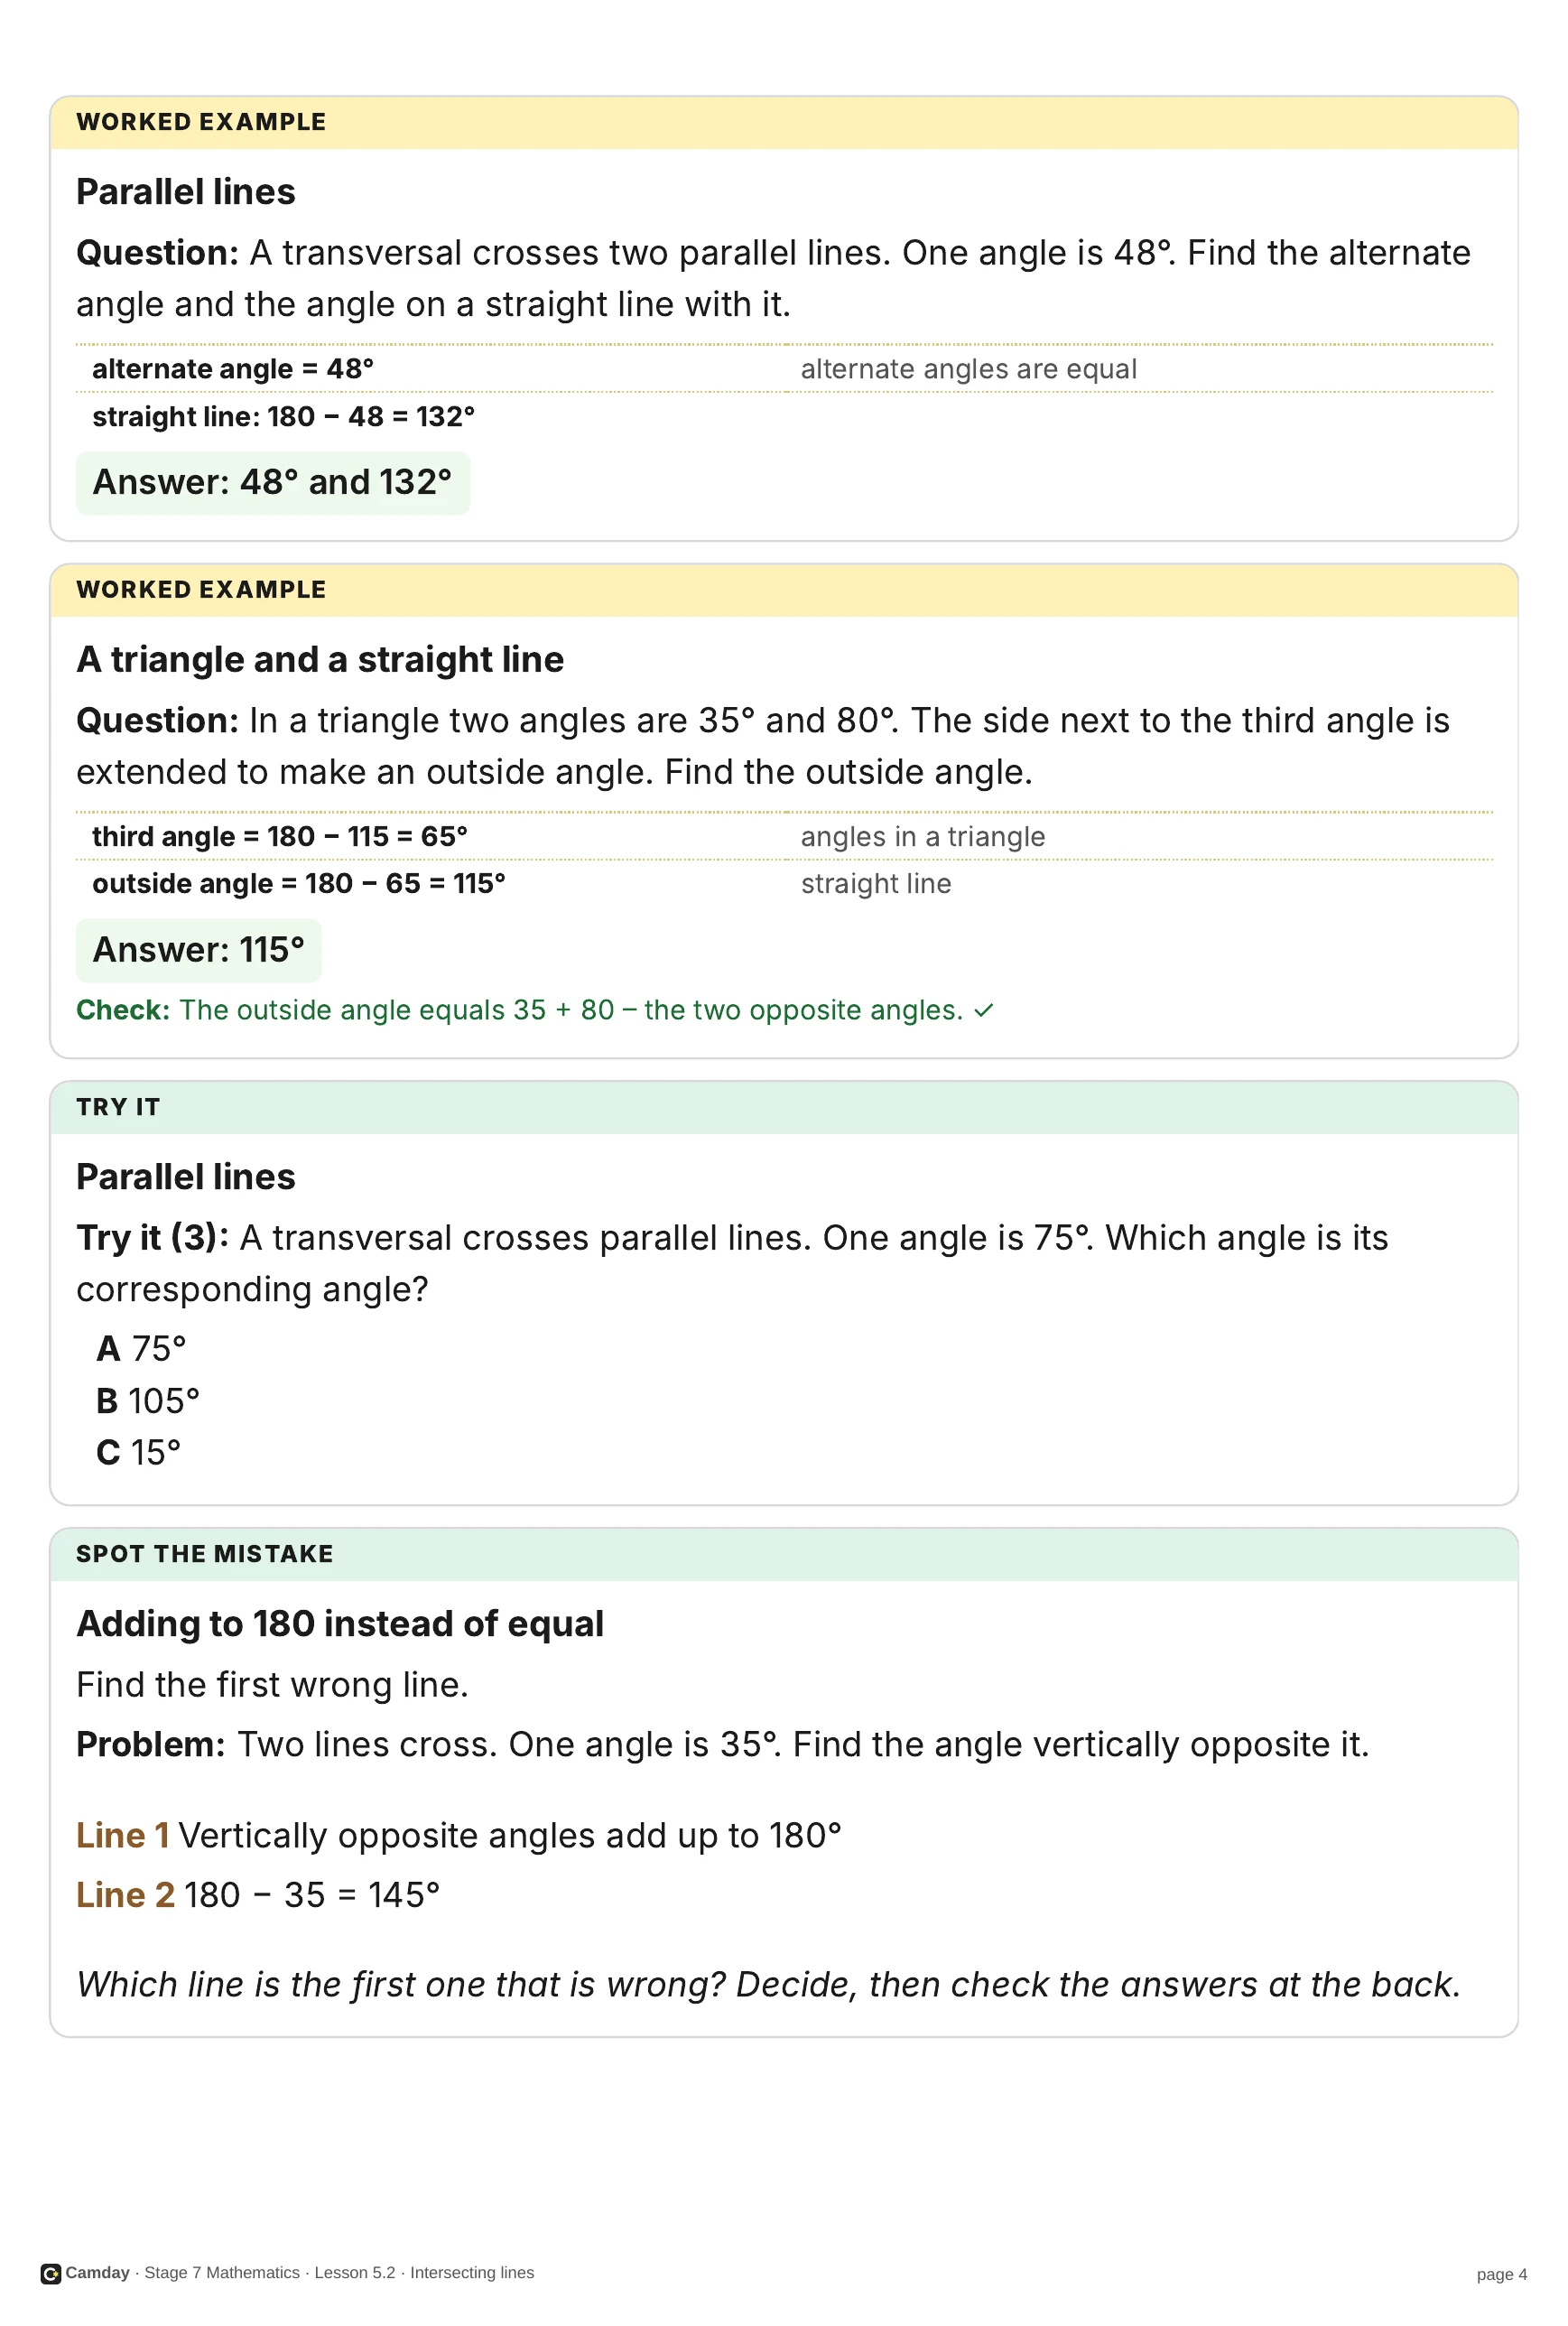 WORKED EXAMPLE
Parallel lines
Question: A transversal crosses two parallel lines. One angle is 48°. Find the alternate
angle and the angle on a straight line with it.
alternate angle = 48° alternate angles are equal
straight line: 180 − 48 = 132°
Answer: 48° and 132°
WORKED EXAMPLE
A triangle and a straight line
Question: In a triangle two angles are 35° and 80°. The side next to the third angle is
extended to make an outside angle. Find the outside angle.
third angle = 180 − 115 = 65° angles in a triangle
outside angle = 180 − 65 = 115° straight line
Answer: 115°
Check: The outside angle equals 35 + 80 – the two opposite angles. ✓
TRY IT
Parallel lines
Try it (3): A transversal crosses parallel lines. One angle is 75°. Which angle is its
corresponding angle?
A 75°
B 105°
C 15°
SPOT THE MISTAKE
Adding to 180 instead of equal
Find the first wrong line.
Problem: Two lines cross. One angle is 35°. Find the angle vertically opposite it.
Line 1 Vertically opposite angles add up to 180°
Line 2 180 − 35 = 145°
Which line is the first one that is wrong? Decide, then check the answers at the back.
Camday · Stage 7 Mathematics · Lesson 5.2 · Intersecting lines page 4